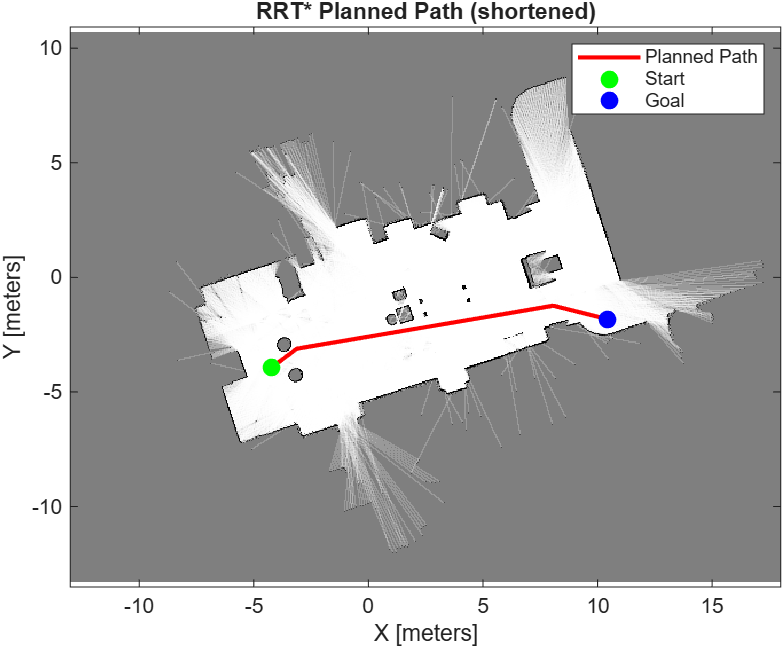 RRT* Planned Path (shortened)
Planned Path
Start
Goal
10
5
0
-5
-10
Y [meters]
-10
-5
0
5
10
15
X [meters]